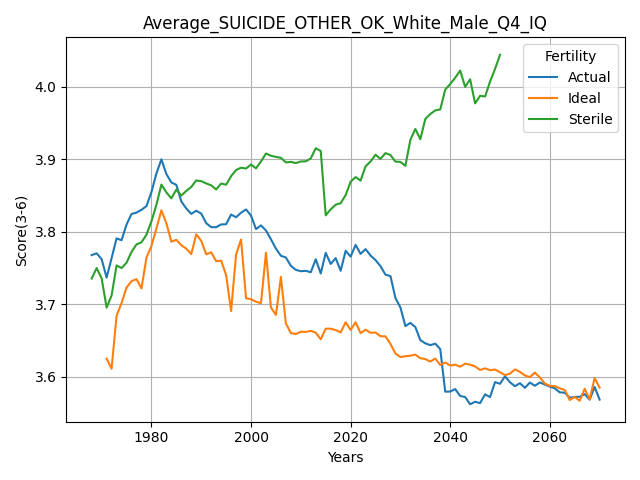 Average_SUICIDE_OTHER_OK_White_Male_Q4_IQ
Fertility
Actual
Ideal
Sterile
Score(3-6)
4.0
3.9
3.8
3.7
3.6
1980
2000
2020
2040
2060
Years